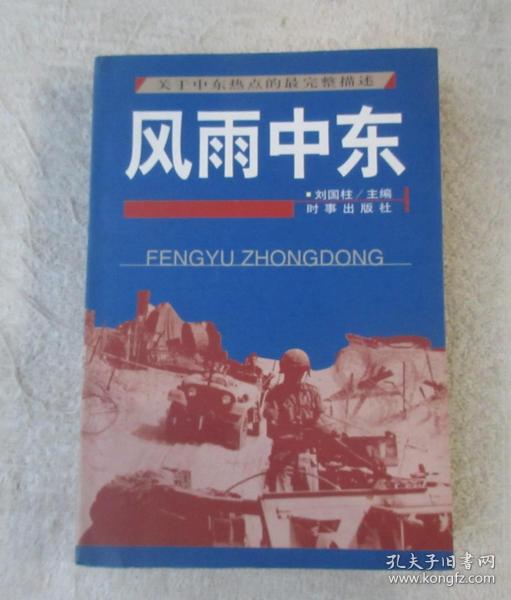 关于中东热点的最完整描述
风雨中东
▪刘国柱/主编
时事出版社
FENGYU ZHONGDONG
孔夫子旧书网
www.kongfz.com